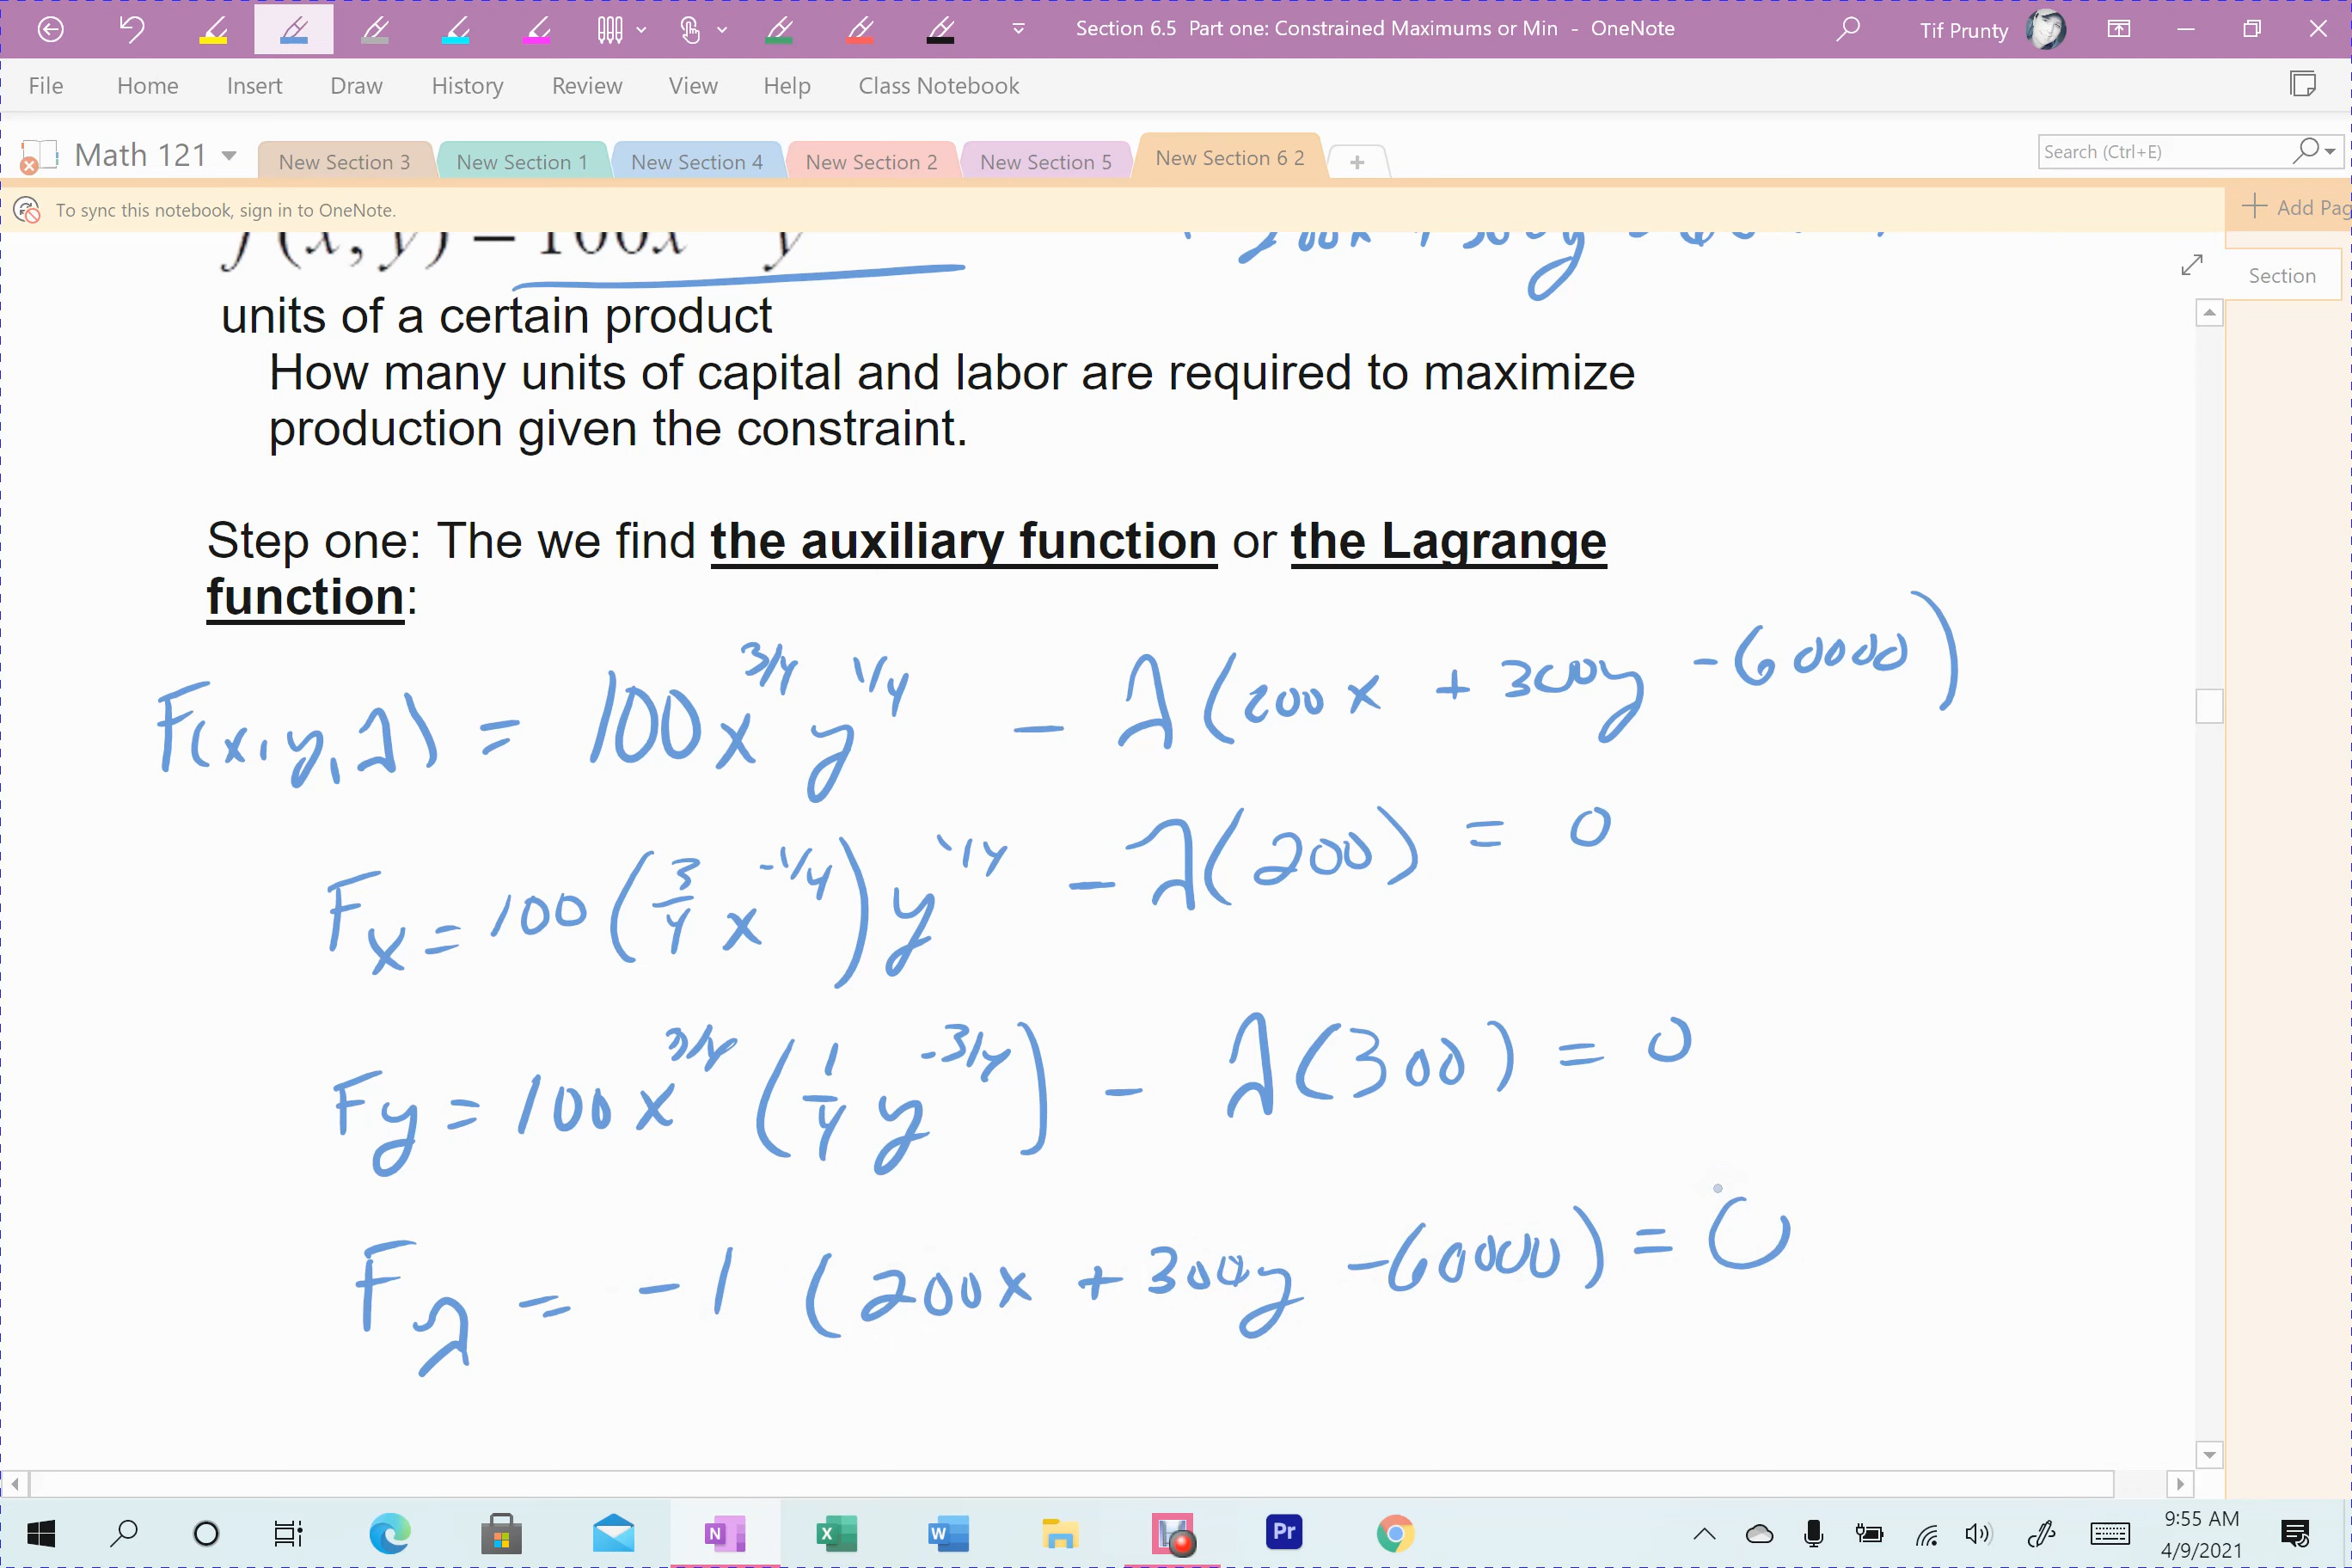 Section 6.5 Part one: Constrained Maximums or Min - OneNote
Tif Prunty
File Home Insert Draw History Review View Help Class Notebook
Math 121
New Section 3
New Section 1
New Section 4
New Section 2
New Section 5
New Section 6 2
Search (Ctrl+E)
To sync this notebook, sign in to OneNote.
Add Pag
Section
f(x, y) = 100x y
units of a certain product
How many units of capital and labor are required to maximize
production given the constraint.
Step one: The we find the auxiliary function or the Lagrange
function:
F(x, y, λ) = 100x^3/4 y^1/4 - λ(200x + 300y - 60000)
Fx = 100(3/4 x^-1/4) y^1/4 - λ(200) = 0
Fy = 100x^3/4 (1/4 y^-3/4) - λ(300) = 0
Fλ = -1 (200x + 300y - 60000) = 0
9:55 AM
4/9/2021